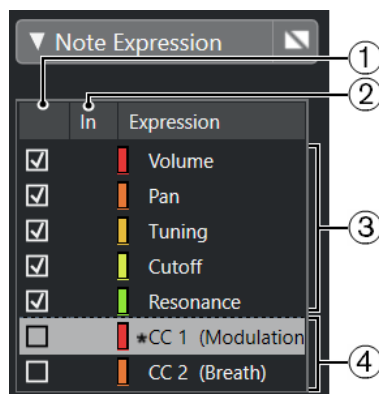 Note Expression
1
2
In Expression
Volume
Pan
Tuning
3
Cutoff
Resonance
*CC 1 (Modulation
4
CC 2 (Breath)